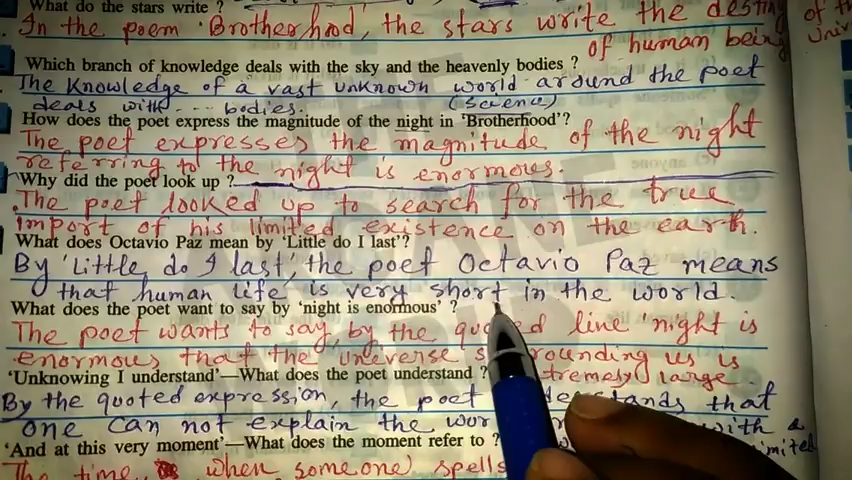 What do the stars write ?
In the poem 'Brotherhood', the stars write the destiny
of human being
of the
Univ
Which branch of knowledge deals with the sky and the heavenly bodies ?
The Knowledge of a vast unknown world around the poet
deals with ... bodies. (Science)
How does the poet express the magnitude of the night in 'Brotherhood'?
The poet expresses the magnitude of the night
referring to the night is enormous.
Why did the poet look up ?
The poet looked up to search for the true
import of his limited existence on the earth.
What does Octavio Paz mean by 'Little do I last'?
By 'Little do I last', the poet Octavio Paz means
that human life is very short in the world.
What does the poet want to say by 'night is enormous' ?
The poet wants to say, by the quoted line 'night is
enormous that the universe surrounding us is
extremely large.
'Unknowing I understand'—What does the poet understand ?
By the quoted expression, the poet understands that
one can not explain the with a
limited
'And at this very moment'—What does the moment refer to ?
The time, when someone spells